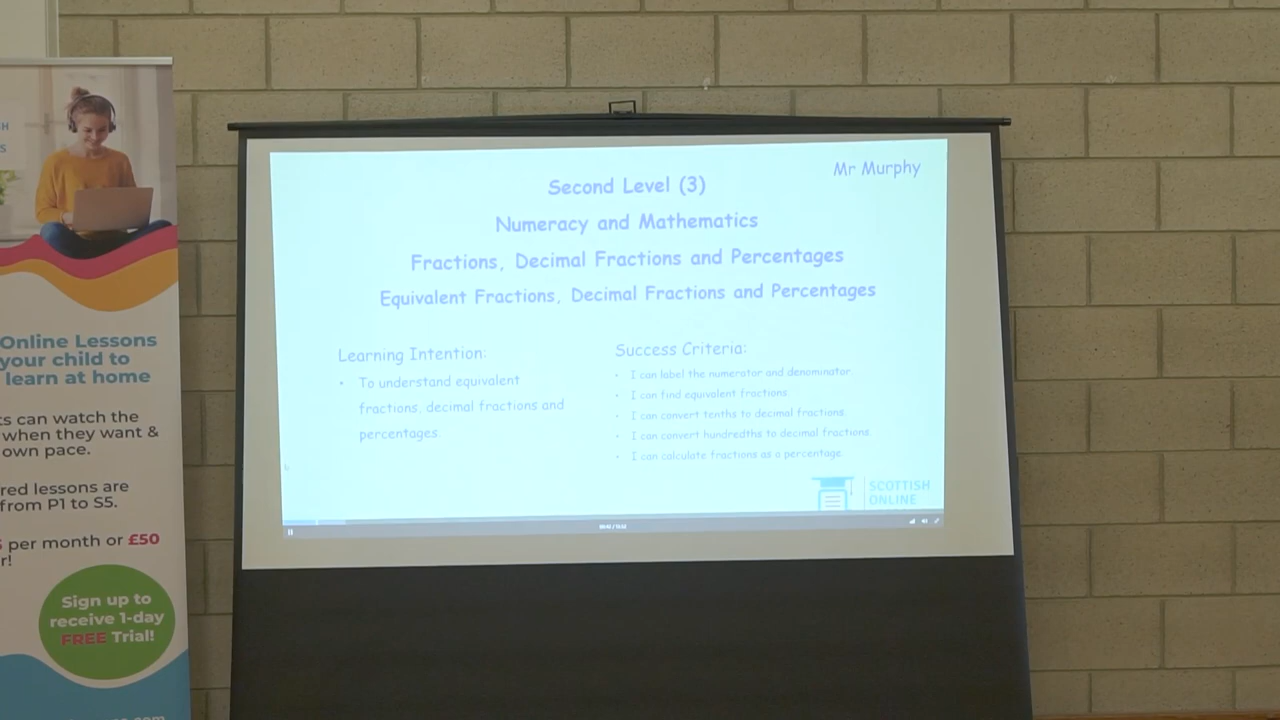 Mr Murphy
Second Level (3)
Numeracy and Mathematics
Fractions, Decimal Fractions and Percentages
Equivalent Fractions, Decimal Fractions and Percentages
Learning Intention:
• To understand equivalent
fractions, decimal fractions and
percentages.
Success Criteria:
• I can label the numerator and denominator.
• I can find equivalent fractions.
• I can convert tenths to decimal fractions.
• I can convert hundredths to decimal fractions.
• I can calculate fractions as a percentage.
SCOTTISH
ONLINE
Online Lessons
your child to
learn at home
can watch the
when they want &
own pace.
lessons are
from P1 to S5.
per month or £50
Sign up to
receive 1-day
FREE Trial!